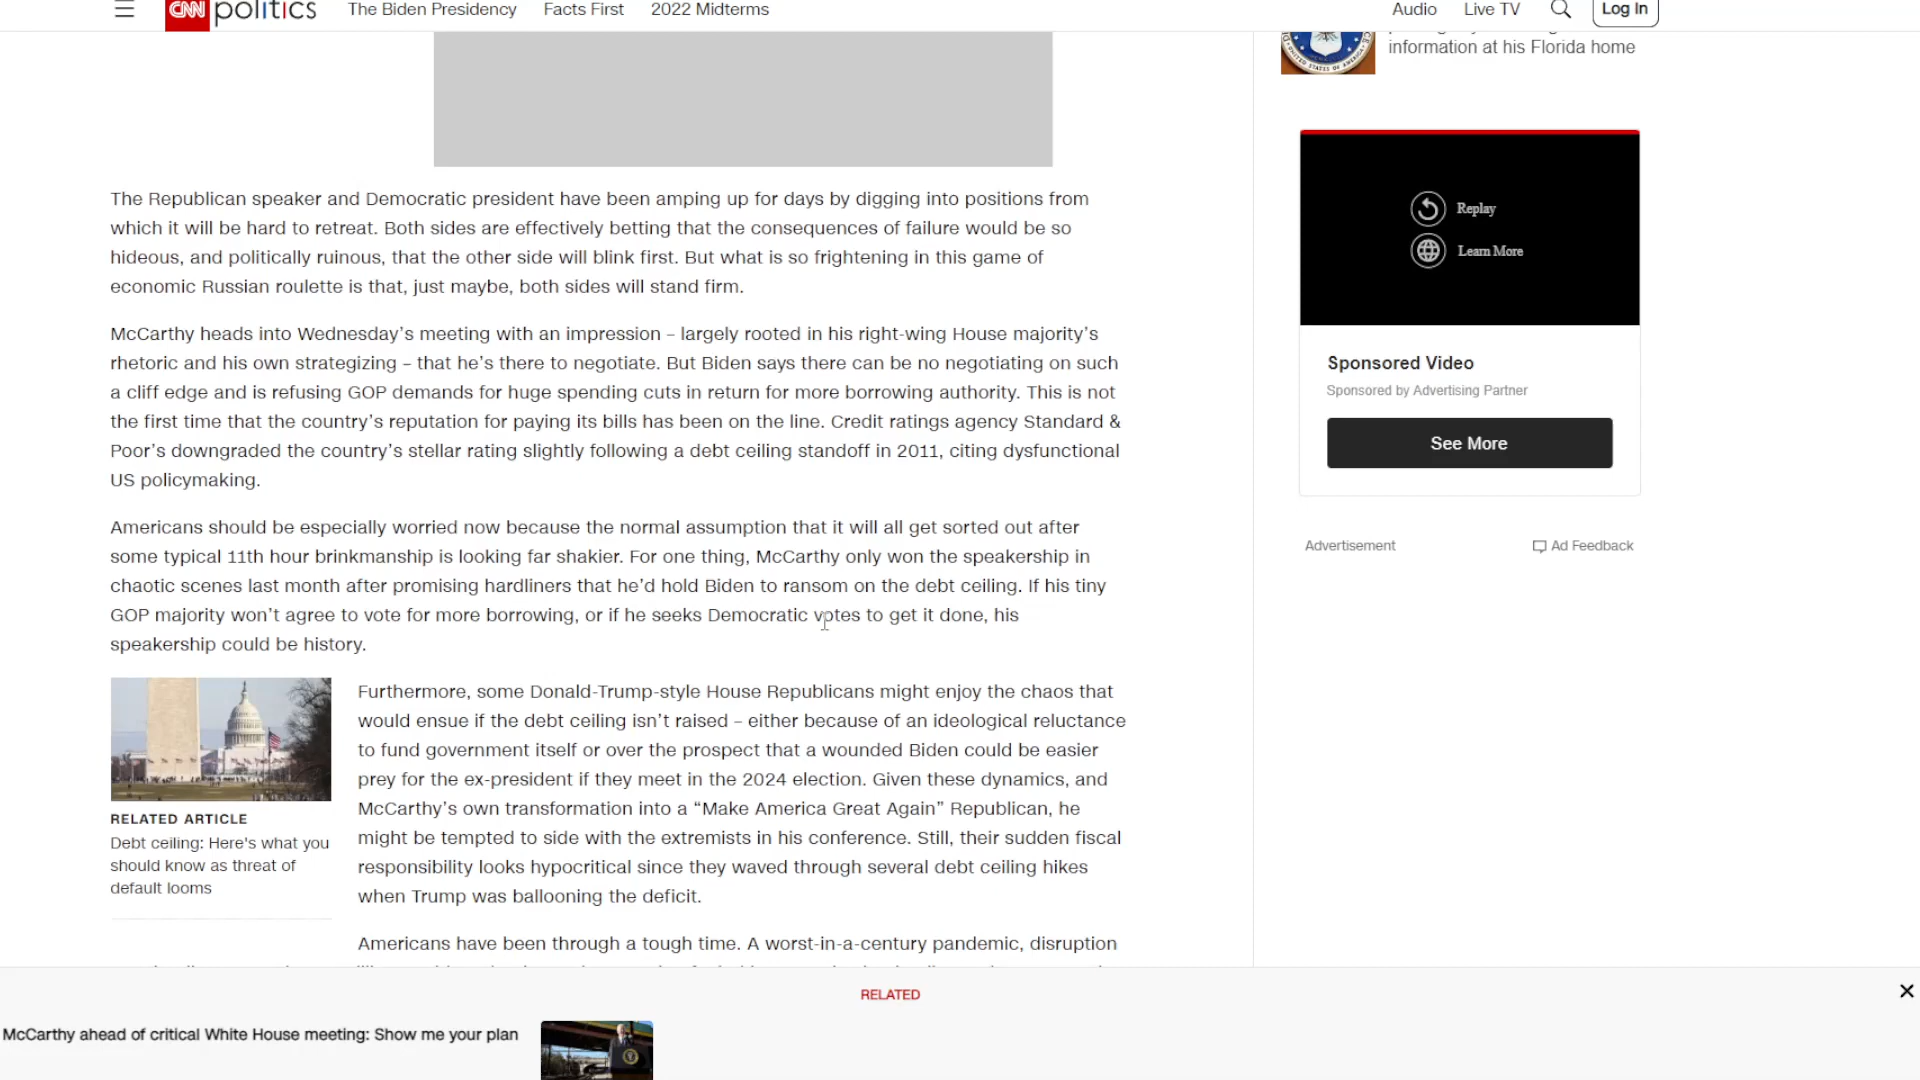 CNN politics The Biden Presidency Facts First 2022 Midterms Audio Live TV Log In
information at his Florida home
The Republican speaker and Democratic president have been amping up for days by digging into positions from
which it will be hard to retreat. Both sides are effectively betting that the consequences of failure would be so
hideous, and politically ruinous, that the other side will blink first. But what is so frightening in this game of
economic Russian roulette is that, just maybe, both sides will stand firm.
McCarthy heads into Wednesday’s meeting with an impression – largely rooted in his right-wing House majority’s
rhetoric and his own strategizing – that he’s there to negotiate. But Biden says there can be no negotiating on such
a cliff edge and is refusing GOP demands for huge spending cuts in return for more borrowing authority. This is not
the first time that the country’s reputation for paying its bills has been on the line. Credit ratings agency Standard &
Poor’s downgraded the country’s stellar rating slightly following a debt ceiling standoff in 2011, citing dysfunctional
US policymaking.
Americans should be especially worried now because the normal assumption that it will all get sorted out after
some typical 11th hour brinkmanship is looking far shakier. For one thing, McCarthy only won the speakership in
chaotic scenes last month after promising hardliners that he’d hold Biden to ransom on the debt ceiling. If his tiny
GOP majority won’t agree to vote for more borrowing, or if he seeks Democratic votes to get it done, his
speakership could be history.
RELATED ARTICLE
Debt ceiling: Here's what you
should know as threat of
default looms
Furthermore, some Donald-Trump-style House Republicans might enjoy the chaos that
would ensue if the debt ceiling isn’t raised – either because of an ideological reluctance
to fund government itself or over the prospect that a wounded Biden could be easier
prey for the ex-president if they meet in the 2024 election. Given these dynamics, and
McCarthy’s own transformation into a “Make America Great Again” Republican, he
might be tempted to side with the extremists in his conference. Still, their sudden fiscal
responsibility looks hypocritical since they waved through several debt ceiling hikes
when Trump was ballooning the deficit.
Americans have been through a tough time. A worst-in-a-century pandemic, disruption
Replay
Learn More
Sponsored Video
Sponsored by Advertising Partner
See More
Advertisement Ad Feedback
RELATED
McCarthy ahead of critical White House meeting: Show me your plan